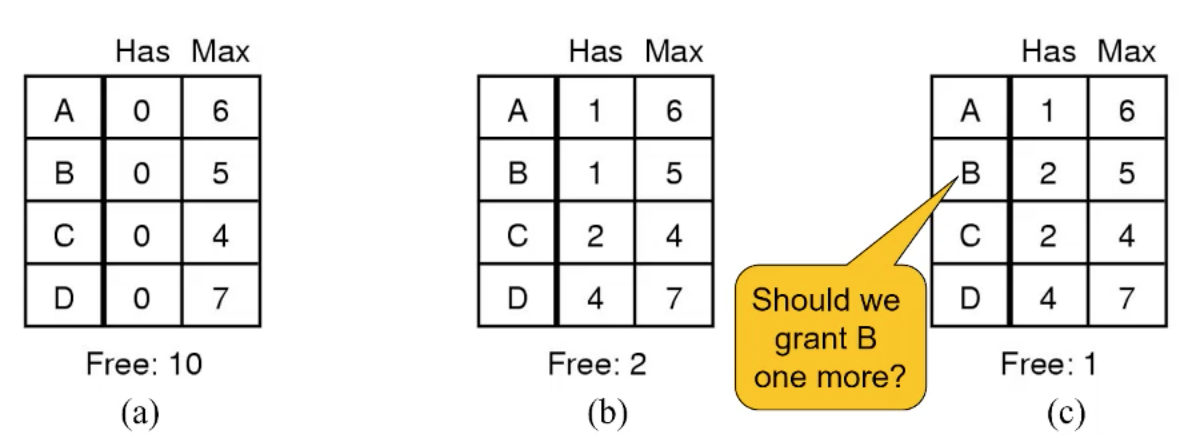 Has Max
A 0 6
B 0 5
C 0 4
D 0 7
Free: 10
(a)
Has Max
A 1 6
B 1 5
C 2 4
D 4 7
Free: 2
(b)
Should we
grant B
one more?
Has Max
A 1 6
B 2 5
C 2 4
D 4 7
Free: 1
(c)